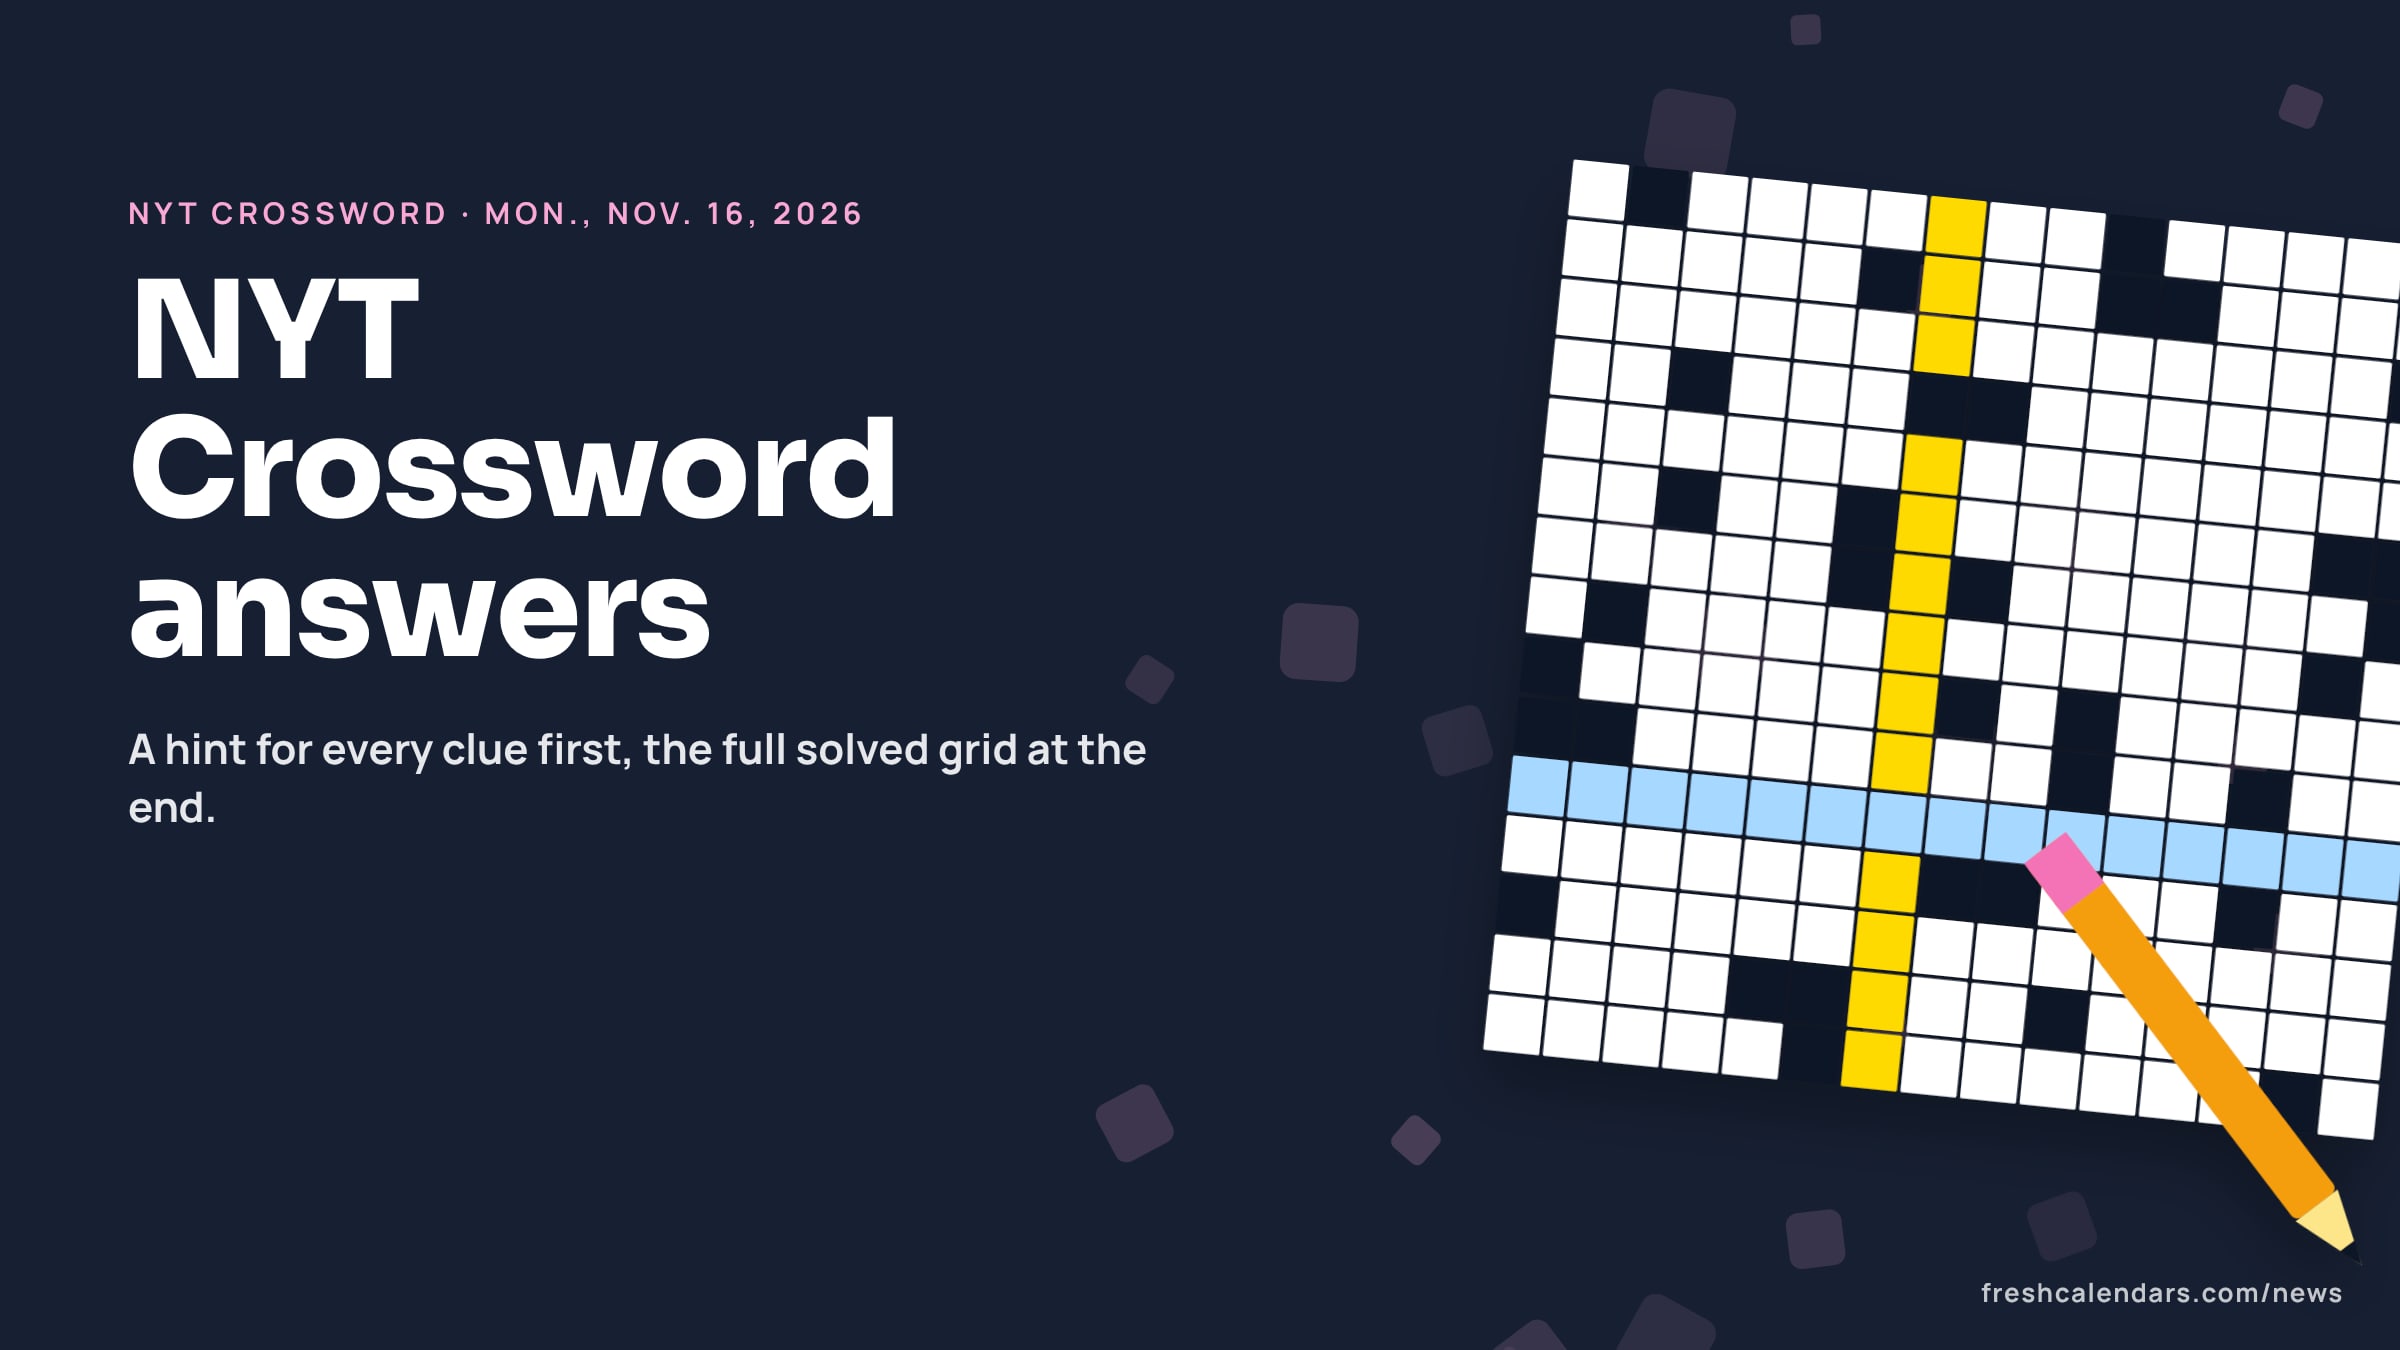 NYT CROSSWORD · MON., NOV. 16, 2026
NYT
Crossword
answers
A hint for every clue first, the full solved grid at the
end.
freshcalendars.com/news